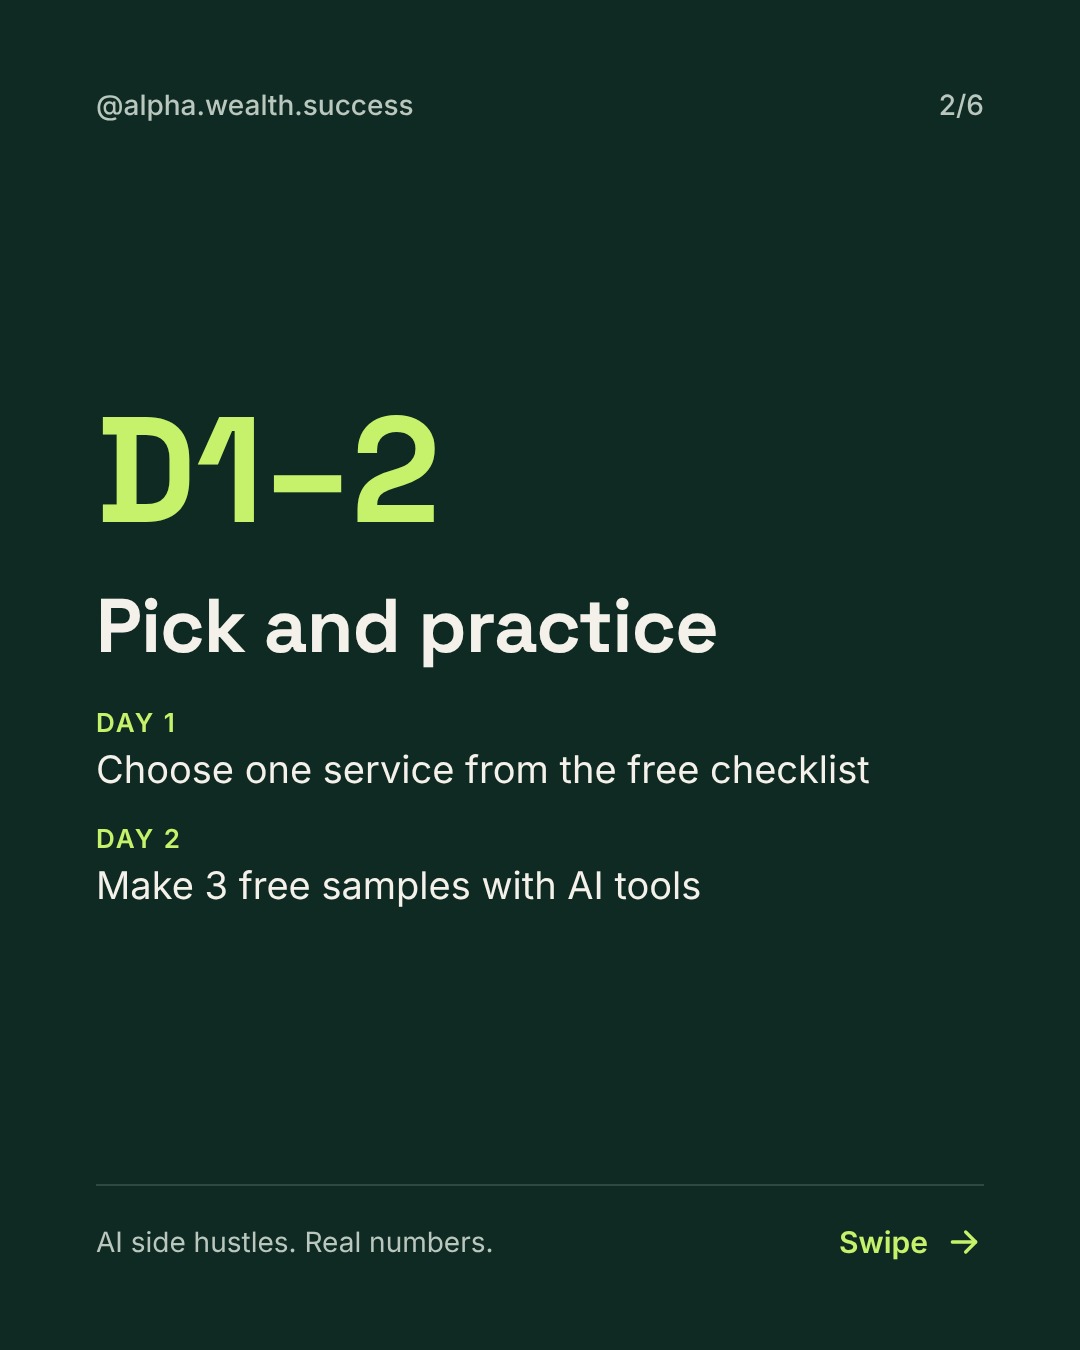 @alpha.wealth.success
2/6
D1–2
Pick and practice
DAY 1
Choose one service from the free checklist
DAY 2
Make 3 free samples with AI tools
AI side hustles. Real numbers.
Swipe →